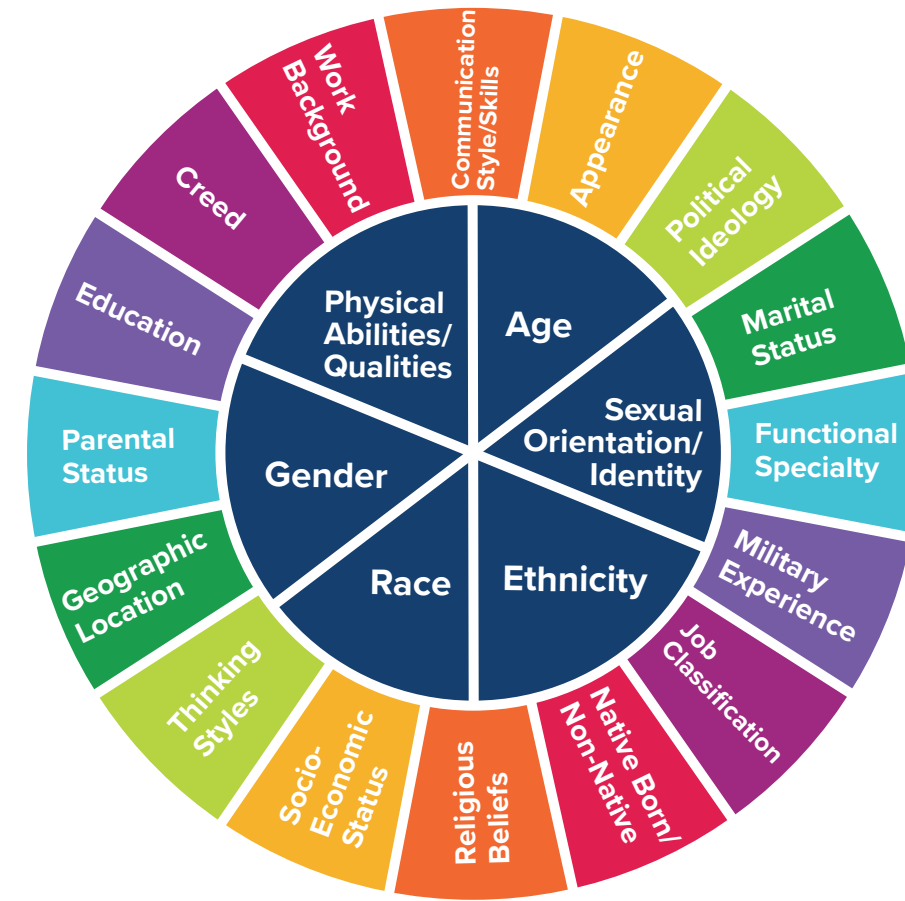 Communication
Style/Skills
Appearance
Political
Ideology
Marital
Status
Functional
Specialty
Military
Experience
Job
Classification
Native Born/
Non-Native
Religious
Beliefs
Socio-
Economic
Status
Thinking
Styles
Geographic
Location
Parental
Status
Education
Creed
Work
Background
Age
Sexual
Orientation/
Identity
Ethnicity
Race
Gender
Physical
Abilities/
Qualities